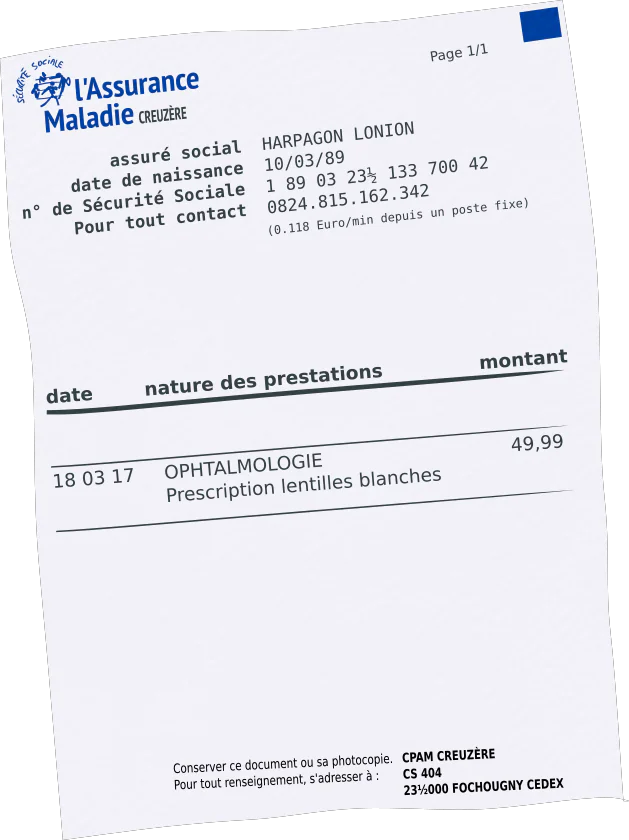 Page 1/1
SÉCURITÉ SOCIALE
l'Assurance
Maladie CREUZÈRE
assuré social HARPAGON LONION
date de naissance 10/03/89
n° de Sécurité Sociale 1 89 03 23½ 133 700 42
Pour tout contact 0824.815.162.342
(0.118 Euro/min depuis un poste fixe)
date nature des prestations montant
18 03 17 OPHTALMOLOGIE 49,99
Prescription lentilles blanches
Conserver ce document ou sa photocopie. CPAM CREUZÈRE
Pour tout renseignement, s'adresser à : CS 404
23½000 FOCHOUGNY CEDEX